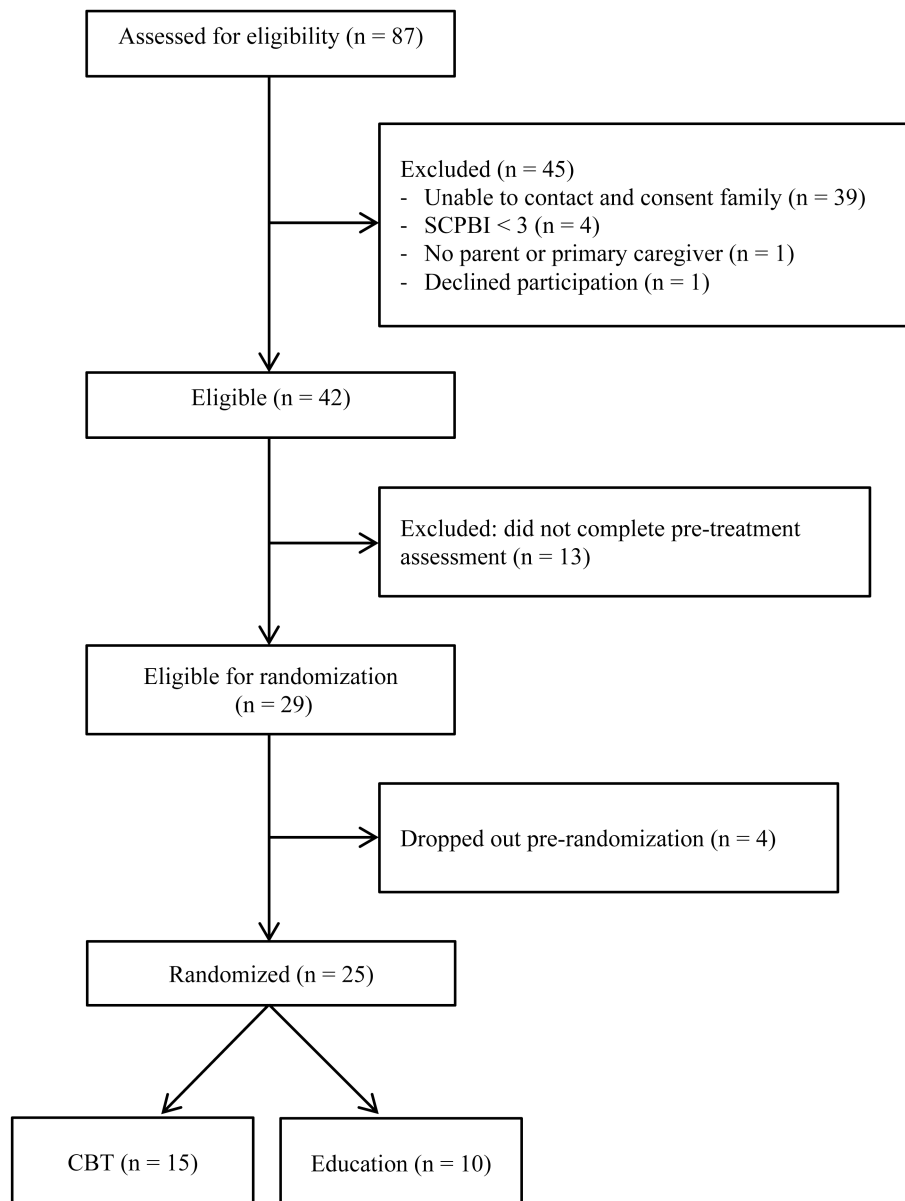 Assessed for eligibility (n = 87)
Excluded (n = 45)
- Unable to contact and consent family (n = 39)
- SCPBI < 3 (n = 4)
- No parent or primary caregiver (n = 1)
- Declined participation (n = 1)
Eligible (n = 42)
Excluded: did not complete pre-treatment
assessment (n = 13)
Eligible for randomization
(n = 29)
Dropped out pre-randomization (n = 4)
Randomized (n = 25)
CBT (n = 15)
Education (n = 10)